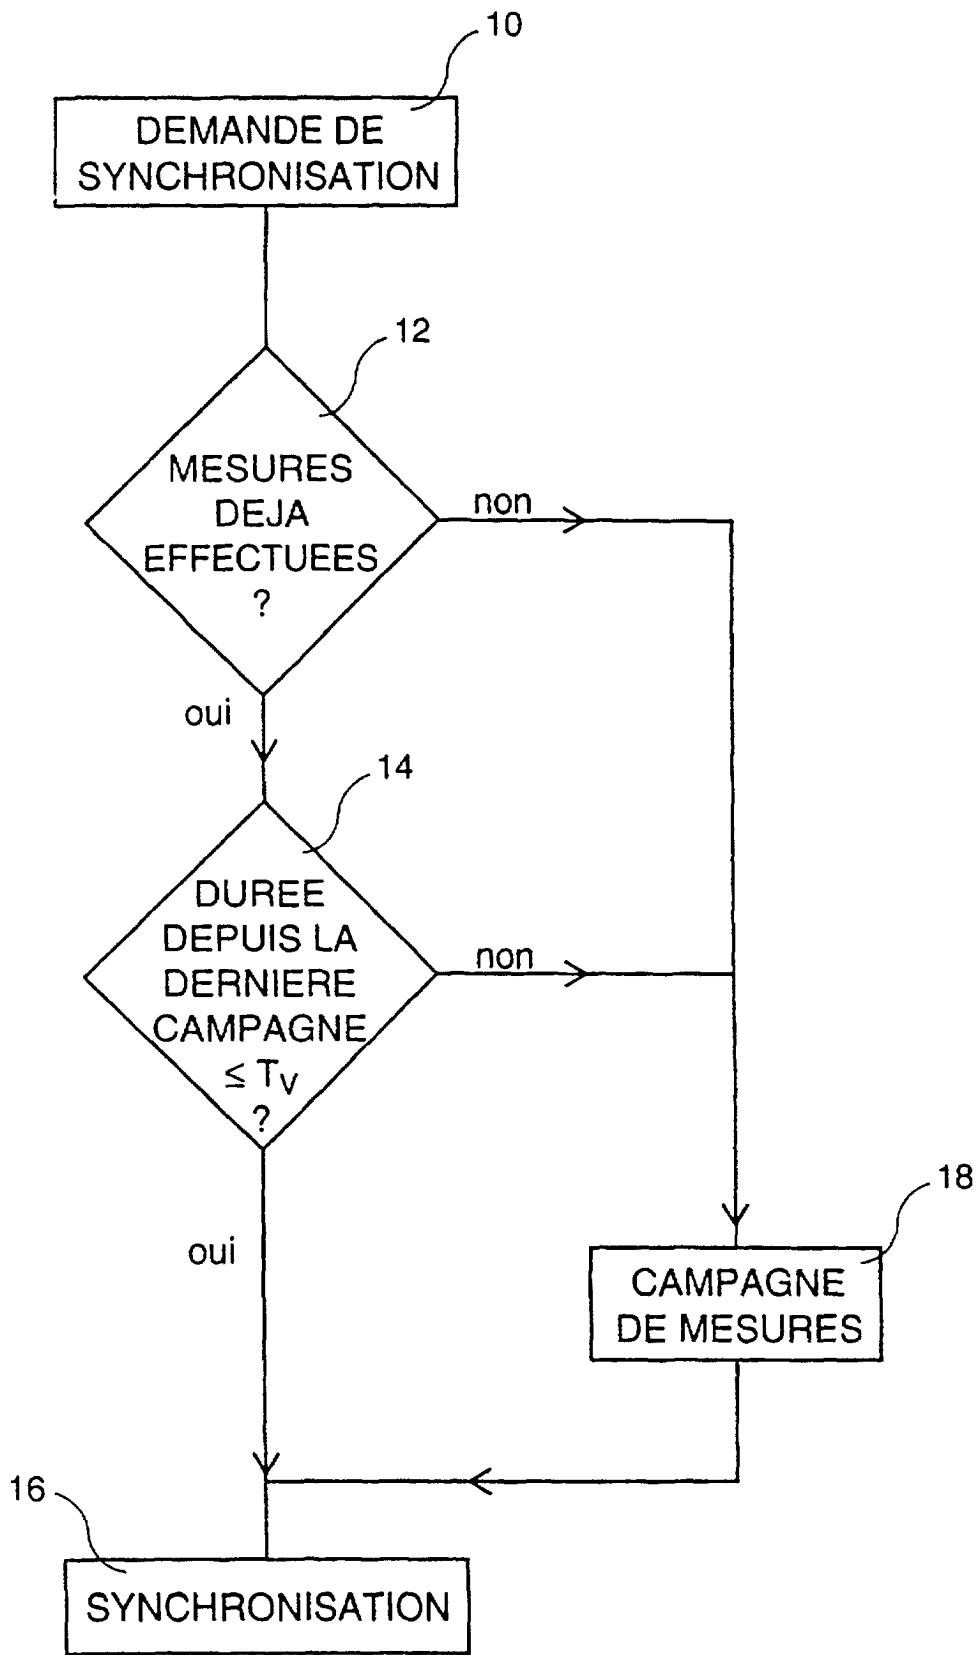 10
DEMANDE DE
SYNCHRONISATION
12
MESURES
DEJA
EFFECTUEES
?
non
oui
14
DUREE
DEPUIS LA
DERNIERE
CAMPAGNE
≤ TV
?
non
oui
18
CAMPAGNE
DE MESURES
16
SYNCHRONISATION